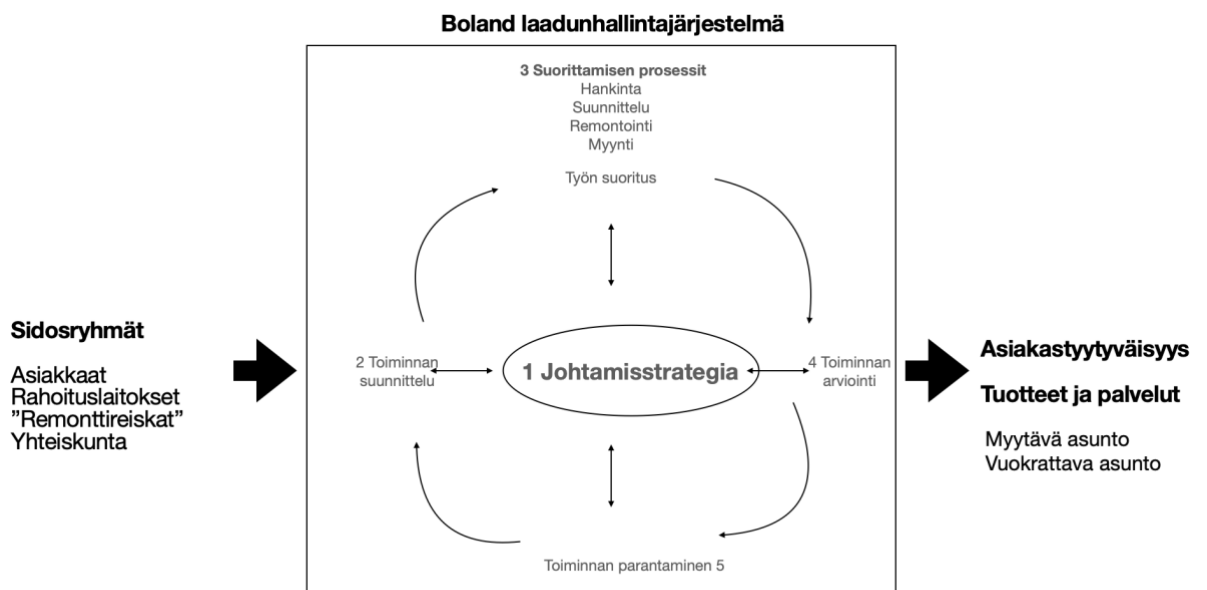 Boland laadunhallintajärjestelmä
3 Suorittamisen prosessit
Hankinta
Suunnittelu
Remontointi
Myynti
Työn suoritus
Sidosryhmät
Asiakkaat
Rahoituslaitokset
”Remonttireiskat”
Yhteiskunta
2 Toiminnan
suunnittelu
1 Johtamisstrategia
4 Toiminnan
arviointi
Toiminnan parantaminen 5
Asiakastyytyväisyys
Tuotteet ja palvelut
Myytävä asunto
Vuokrattava asunto